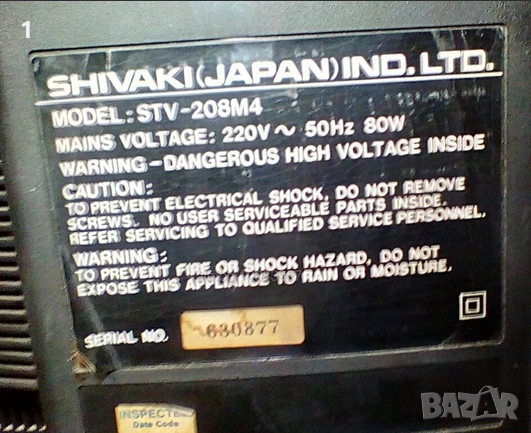 1
SHIVAKI(JAPAN)IND. LTD.
MODEL: STV-208M4
MAINS VOLTAGE: 220V ~ 50Hz 80W
WARNING-DANGEROUS HIGH VOLTAGE INSIDE
CAUTION:
TO PREVENT ELECTRICAL SHOCK, DO NOT REMOVE
SCREWS. NO USER SERVICEABLE PARTS INSIDE.
REFER SERVICING TO QUALIFIED SERVICE PERSONNEL.
WARNING:
TO PREVENT FIRE OR SHOCK HAZARD, DO NOT
EXPOSE THIS APPLIANCE TO RAIN OR MOISTURE.
SERIAL NO. 630877
Date Code
BAZAR